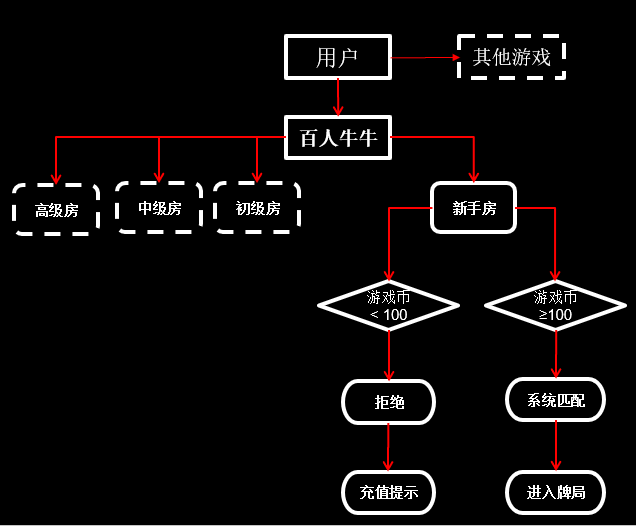 用户
其他游戏
百人牛牛
高级房
中级房
初级房
新手房
游戏币
< 100
游戏币
≥100
拒绝
系统匹配
充值提示
进入牌局